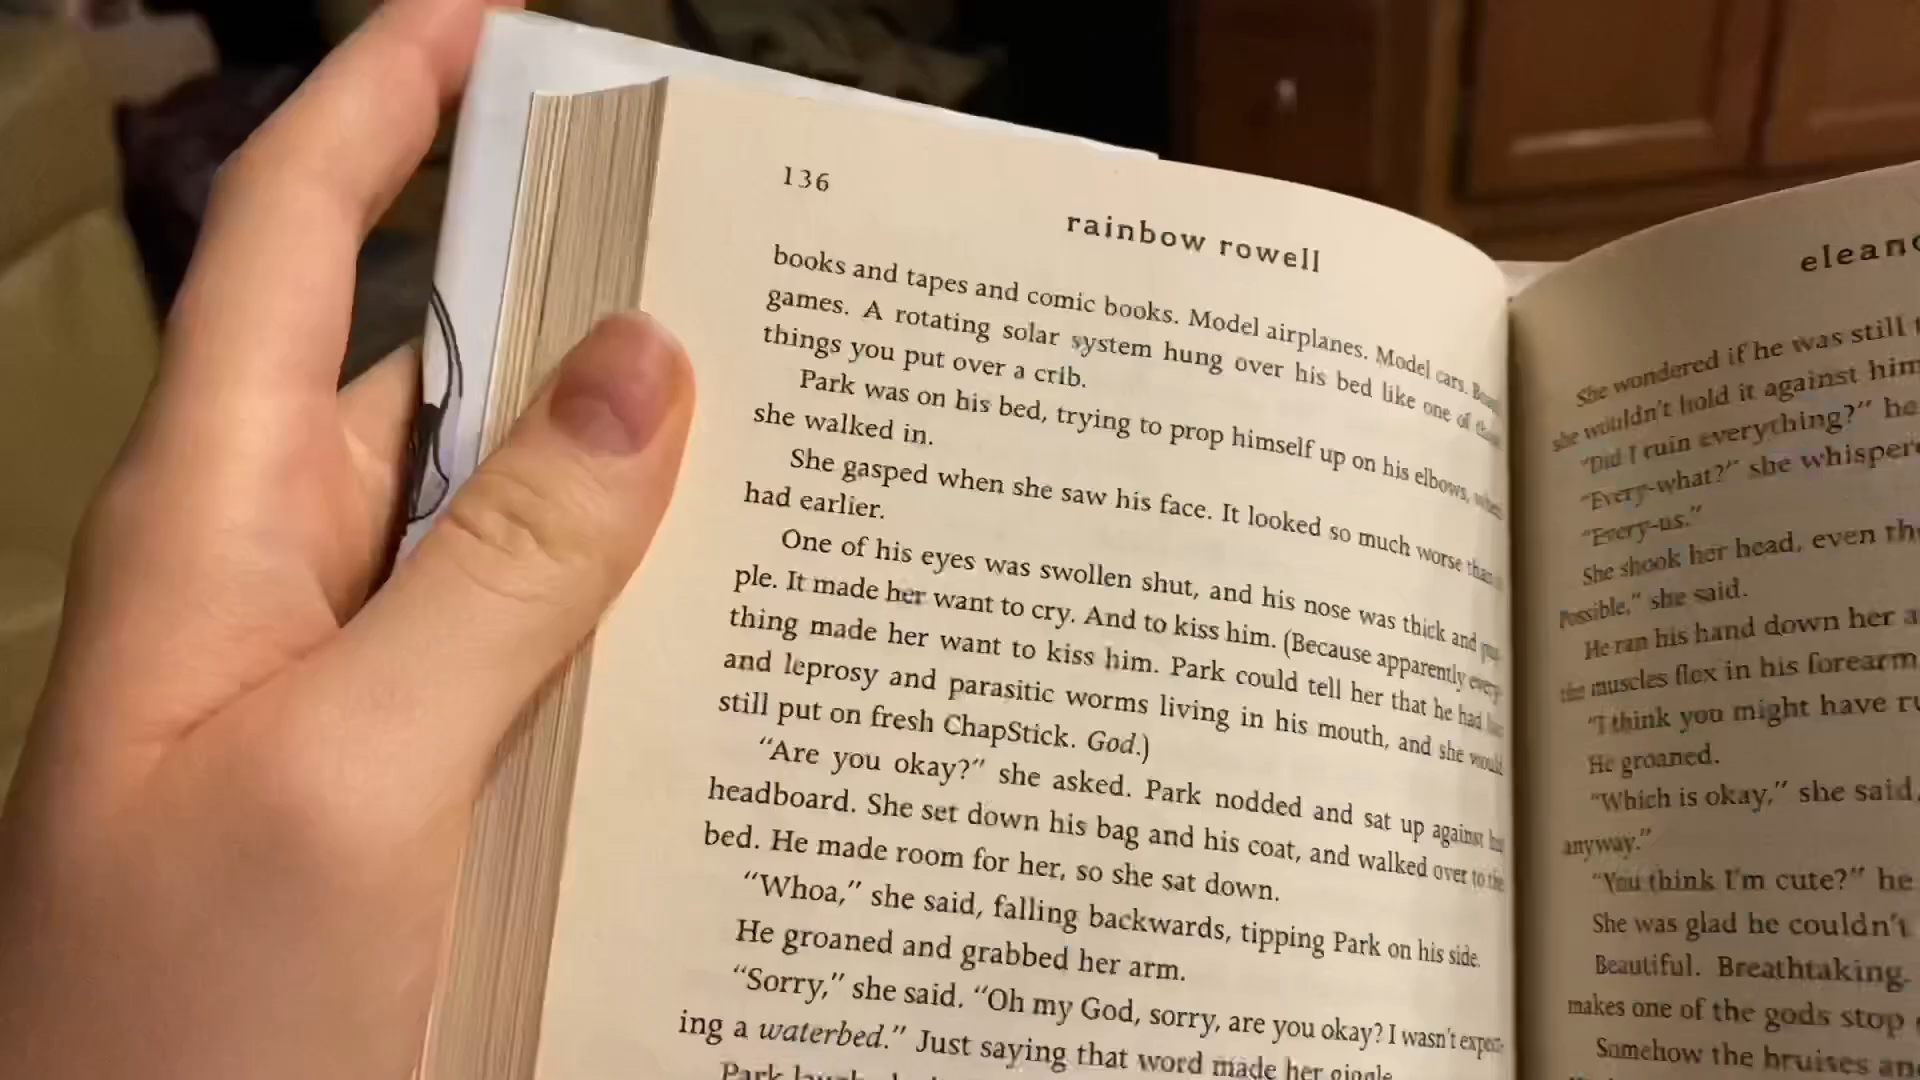 136
rainbow rowell
books and tapes and comic books. Model airplanes. Model cars. Board
games. A rotating solar system hung over his bed like one of those
things you put over a crib.
Park was on his bed, trying to prop himself up on his elbows, when
she walked in.
She gasped when she saw his face. It looked so much worse than
had earlier.
One of his eyes was swollen shut, and his nose was thick and pur-
ple. It made her want to cry. And to kiss him. (Because apparently every-
thing made her want to kiss him. Park could tell her that he had
and leprosy and parasitic worms living in his mouth, and she would
still put on fresh ChapStick. God.)
“Are you okay?” she asked. Park nodded and sat up against his
headboard. She set down his bag and his coat, and walked over to the
bed. He made room for her, so she sat down.
“Whoa,” she said, falling backwards, tipping Park on his side.
He groaned and grabbed her arm.
“Sorry,” she said. “Oh my God, sorry, are you okay? I wasn't expect-
ing a waterbed.” Just saying that word made her giggle.
Park
eleano
She wondered if he was still
she wouldn't hold it against him
“Did I ruin everything?” he
“Every-what?” she whispere
“Every-us.”
She shook her head, even
Possible,” she said.
He ran his hand down her
the muscles flex in his forearm
“I think you might have
He groaned.
“Which is okay,” she said,
anyway.”
“You think I'm cute?” he
She was glad he couldn't
Beautiful. Breathtaking.
makes one of the gods stop
Somehow the bruises